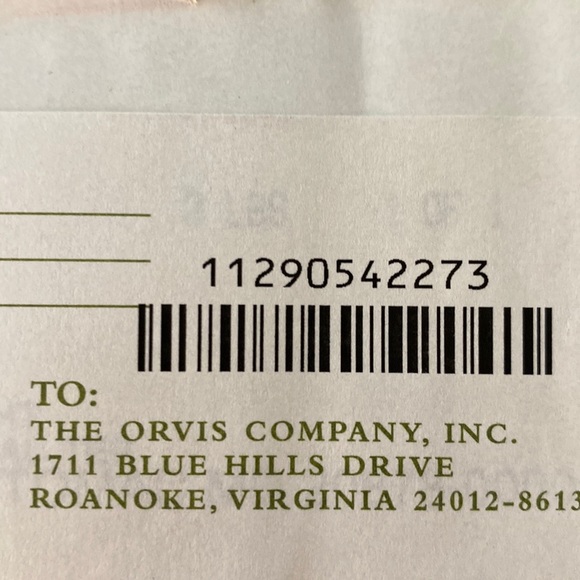 11290542273
TO:
THE ORVIS COMPANY, INC.
1711 BLUE HILLS DRIVE
ROANOKE, VIRGINIA 24012-8613